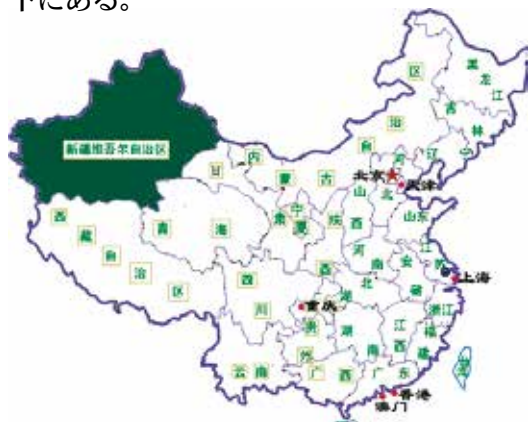 下にある。
新疆维吾尔自治区
西藏自治区
青海
甘肃
内蒙古自治区
宁夏
黑龙江
吉林
辽宁
北京
天津
河北
山西
山东
陕西
河南
江苏
安徽
上海
四川
重庆
湖北
湖南
浙江
江西
福建
贵州
云南
广西
广东
香港
澳门